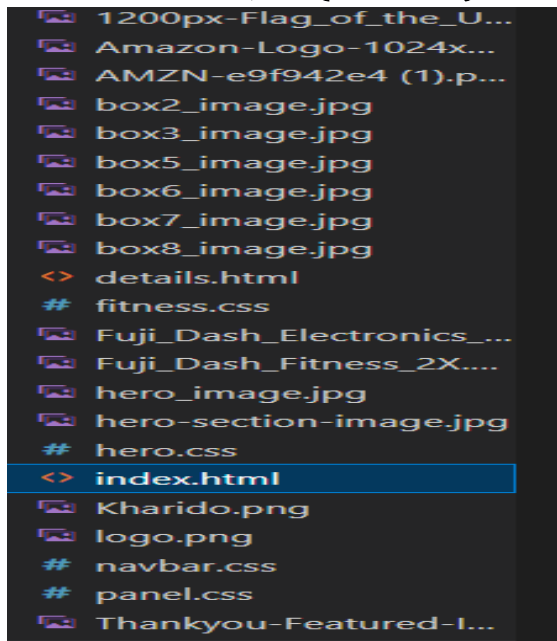 1200px-Flag_of_the_U...
Amazon-Logo-1024x...
AMZN-e9f942e4 (1).p...
box2_image.jpg
box3_image.jpg
box5_image.jpg
box6_image.jpg
box7_image.jpg
box8_image.jpg
<> details.html
# fitness.css
Fuji_Dash_Electronics_...
Fuji_Dash_Fitness_2X....
hero_image.jpg
hero-section-image.jpg
# hero.css
<> index.html
Kharido.png
logo.png
# navbar.css
# panel.css
Thankyou-Featured-I...